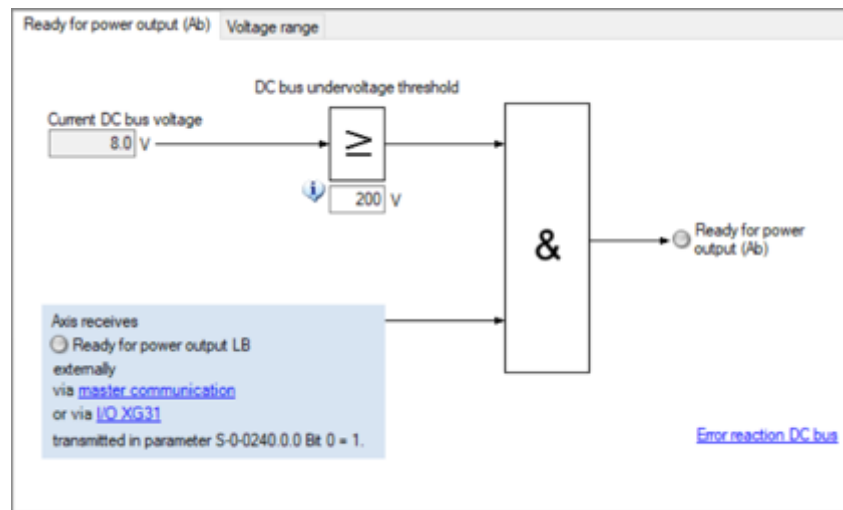 Ready for power output (Ab)
Voltage range
DC bus undervoltage threshold
Current DC bus voltage
8.0 V
≥
i
200 V
&
Ready for power
output (Ab)
Axis receives
Ready for power output LB
externally
via master communication
or via I/O XG31
transmitted in parameter S-0-0240.0.0 Bit 0 = 1.
Error reaction DC bus